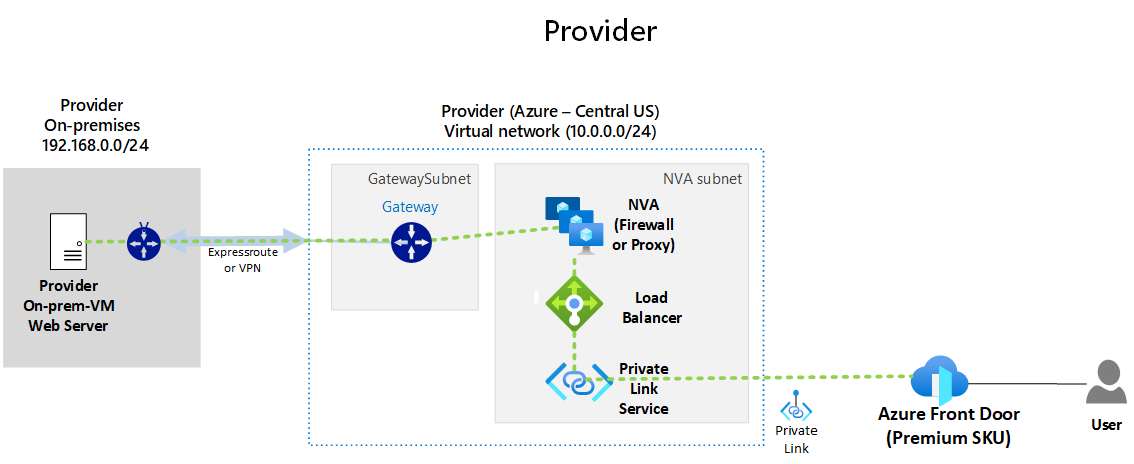 Provider
Provider
On-premises
192.168.0.0/24
Provider (Azure – Central US)
Virtual network (10.0.0.0/24)
GatewaySubnet
Gateway
NVA subnet
NVA
(Firewall
or Proxy)
V
Expressroute
or VPN
Provider
On-prem-VM
Web Server
Load
Balancer
Private
Link
Service
Private
Link
Azure Front Door
(Premium SKU)
User